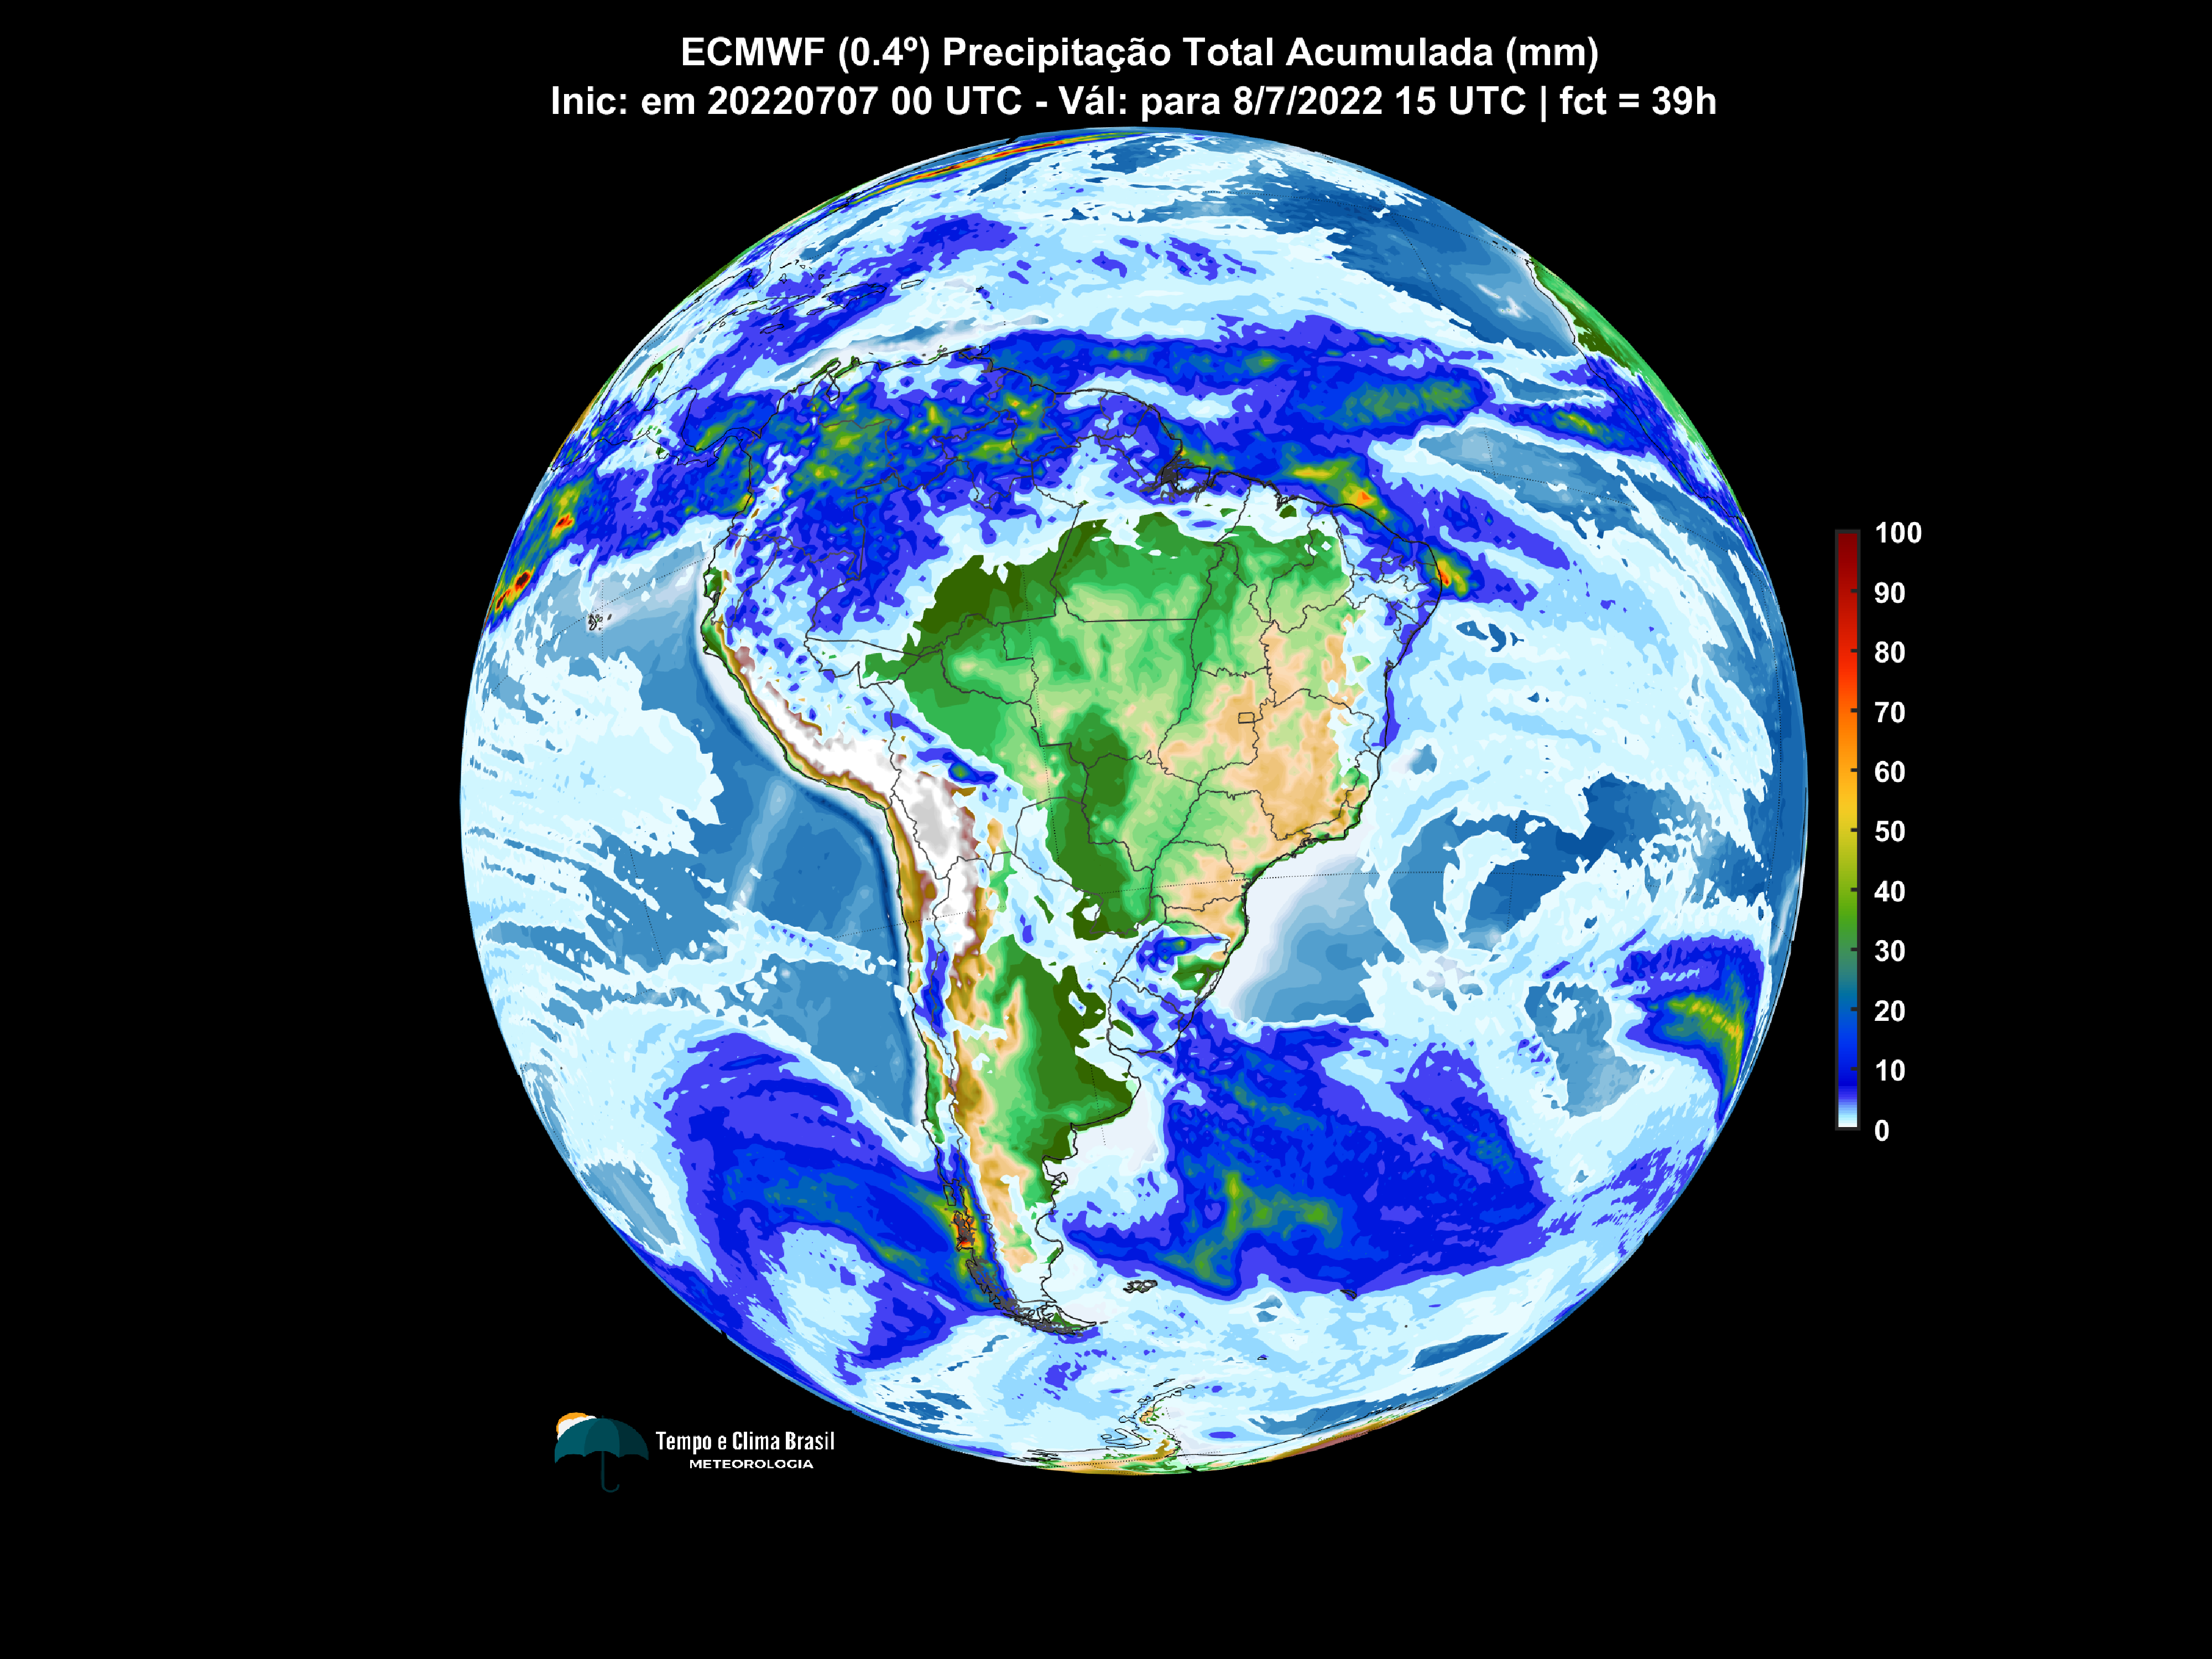 ECMWF (0.4º) Precipitação Total Acumulada (mm)
Inic: em 20220707 00 UTC - Vál: para 8/7/2022 15 UTC | fct = 39h
100
90
80
70
60
50
40
30
20
10
0
Tempo e Clima Brasil
METEOROLOGIA